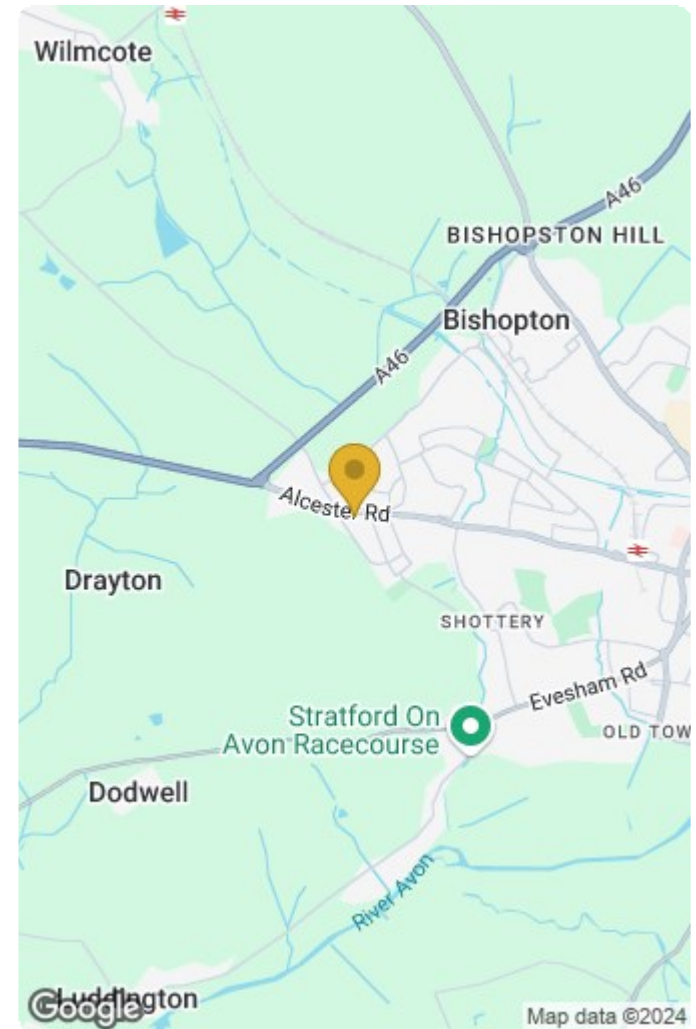 Wilmcote
A46
BISHOPSTON HILL
Bishopton
A46
Alcester Rd
Drayton
SHOTTERY
Evesham Rd
Stratford On
Avon Racecourse
OLD TOW
Dodwell
River Avon
Luddington
Google
Map data ©2024